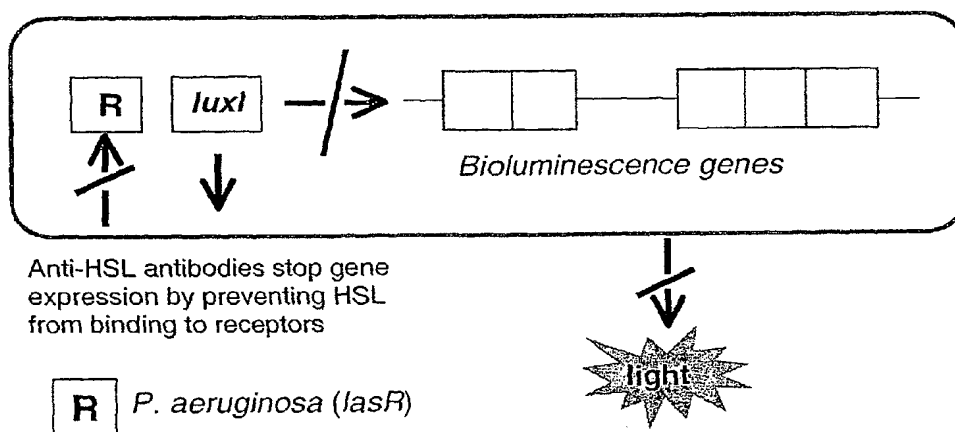 R luxI
Bioluminescence genes
Anti-HSL antibodies stop gene
expression by preventing HSL
from binding to receptors
light
R P. aeruginosa (lasR)